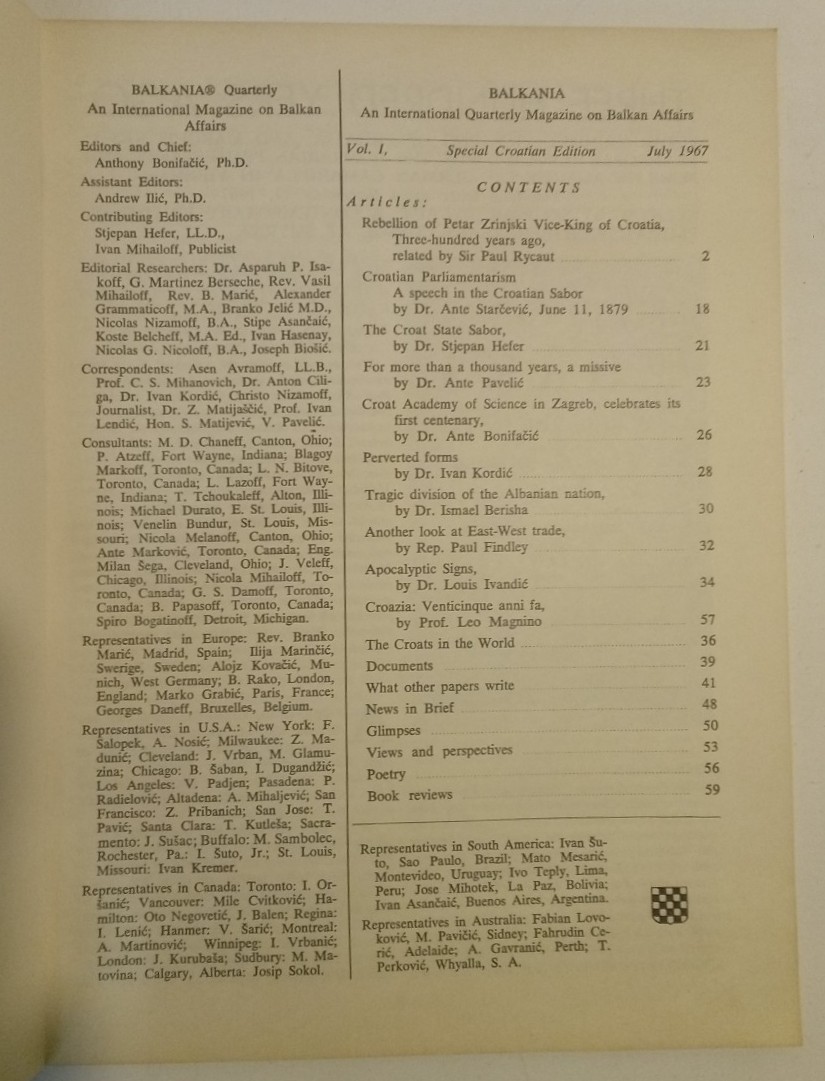 BALKANIA® Quarterly
An International Magazine on Balkan
Affairs
Editors and Chief:
Anthony Bonifačić, Ph.D.
Assistant Editors:
Andrew Ilić, Ph.D.
Contributing Editors:
Stjepan Hefer, LL.D.,
Ivan Mihailoff, Publicist
Editorial Researchers: Dr. Asparuh P. Isa-
koff, G. Martinez Berseche, Rev. Vasil
Mihailoff, Rev. B. Marić, Alexander
Grammaticoff, M.A., Branko Jelić M.D.,
Nicolas Nizamoff, B.A., Stipe Asančaić,
Koste Belcheff, M.A. Ed., Ivan Hasenay,
Nicolas G. Nicoloff, B.A., Joseph Biošić.
Correspondents: Asen Avramoff, LL.B.,
Prof. C. S. Mihanovich, Dr. Anton Cili-
ga, Dr. Ivan Kordić, Christo Nizamoff,
Journalist, Dr. Z. Matijaščić, Prof. Ivan
Lendić, Hon. S. Matijević, V. Pavelić.
Consultants: M. D. Chaneff, Canton, Ohio;
P. Atzeff, Fort Wayne, Indiana; Blagoy
Markoff, Toronto, Canada; L. N. Bitove,
Toronto, Canada; L. Lazoff, Fort Way-
ne, Indiana; T. Tchoukaleff, Alton, Illi-
nois; Michael Durato, E. St. Louis, Illi-
nois; Venelin Bundur, St. Louis, Mis-
souri; Nicola Melanoff, Canton, Ohio;
Ante Marković, Toronto, Canada; Eng.
Milan Šega, Cleveland, Ohio; J. Veleff,
Chicago, Illinois; Nicola Mihailoff, To-
ronto, Canada; G. S. Damoff, Toronto,
Canada; B. Papasoff, Toronto, Canada;
Spiro Bogatinoff, Detroit, Michigan.
Representatives in Europe: Rev. Branko
Marić, Madrid, Spain; Ilija Marinčić,
Swerige, Sweden; Alojz Kovačić, Mu-
nich, West Germany; B. Rako, London,
England; Marko Grabić, Paris, France;
Georges Daneff, Bruxelles, Belgium.
Representatives in U.S.A.: New York: F.
Salopek, A. Nosić; Milwaukee: Z. Ma-
dunić; Cleveland: J. Vrban, M. Glamu-
zina; Chicago: B. Šaban, I. Dugandžić;
Los Angeles: V. Padjen; Pasadena: P.
Radielović; Altadena: A. Mihaljević; San
Francisco: Z. Pribanich; San Jose: T.
Pavić; Santa Clara: T. Kutleša; Sacra-
mento: J. Sušac; Buffalo: M. Sambolec,
Rochester, Pa.: I. Šuto, Jr.; St. Louis,
Missouri: Ivan Kremer.
Representatives in Canada: Toronto: I. Or-
šanić; Vancouver: Mile Cvitković; Ha-
milton: Oto Negovetić, J. Balen; Regina:
I. Lenić; Hanmer: V. Šarić; Montreal:
A. Martinović; Winnipeg: I. Vrbanić;
London: J. Kurubaša; Sudbury: M. Ma-
tovina; Calgary, Alberta: Josip Sokol.
BALKANIA
An International Quarterly Magazine on Balkan Affairs
Vol. I, Special Croatian Edition July 1967
CONTENTS
Articles:
Rebellion of Petar Zrinjski Vice-King of Croatia,
Three-hundred years ago,
related by Sir Paul Rycaut 2
Croatian Parliamentarism
A speech in the Croatian Sabor
by Dr. Ante Starčević, June 11, 1879 18
The Croat State Sabor,
by Dr. Stjepan Hefer 21
For more than a thousand years, a missive
by Dr. Ante Pavelić 23
Croat Academy of Science in Zagreb, celebrates its
first centenary,
by Dr. Ante Bonifačić 26
Perverted forms
by Dr. Ivan Kordić 28
Tragic division of the Albanian nation,
by Dr. Ismael Berisha 30
Another look at East-West trade,
by Rep. Paul Findley 32
Apocalyptic Signs,
by Dr. Louis Ivandić 34
Croazia: Venticinque anni fa,
by Prof. Leo Magnino 57
The Croats in the World 36
Documents 39
What other papers write 41
News in Brief 48
Glimpses 50
Views and perspectives 53
Poetry 56
Book reviews 59
Representatives in South America: Ivan Šu-
to, Sao Paulo, Brazil; Mato Mesarić,
Montevideo, Uruguay; Ivo Teply, Lima,
Peru; Jose Mihotek, La Paz, Bolivia;
Ivan Asančaić, Buenos Aires, Argentina.
Representatives in Australia: Fabian Lovo-
ković, M. Pavičić, Sidney; Fahrudin Ce-
rić, Adelaide; A. Gavranić, Perth; T.
Perković, Whyalla, S. A.